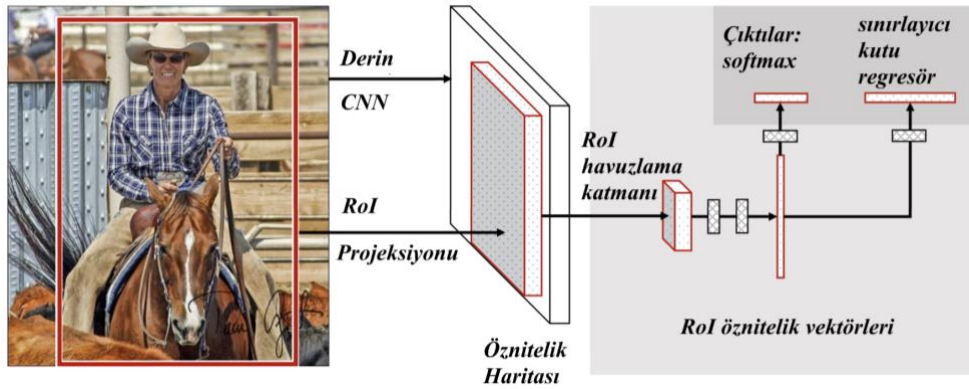 Derin
CNN
RoI
Projeksiyonu
Öznitelik
Haritası
RoI
havuzlama
katmanı
Çıktılar:
softmax
sınırlayıcı
kutu
regresör
RoI öznitelik vektörleri